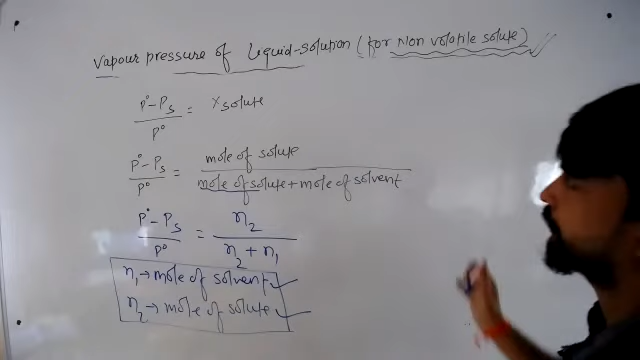 Vapour pressure of Liquid-solution (for Non volatile solute)
P°-Ps / P° = X solute
P°-Ps / P° = mole of solute / mole of solute + mole of solvent
P°-Ps / P° = n2 / n2 + n1
n1 → mole of solvent
n2 → mole of solute